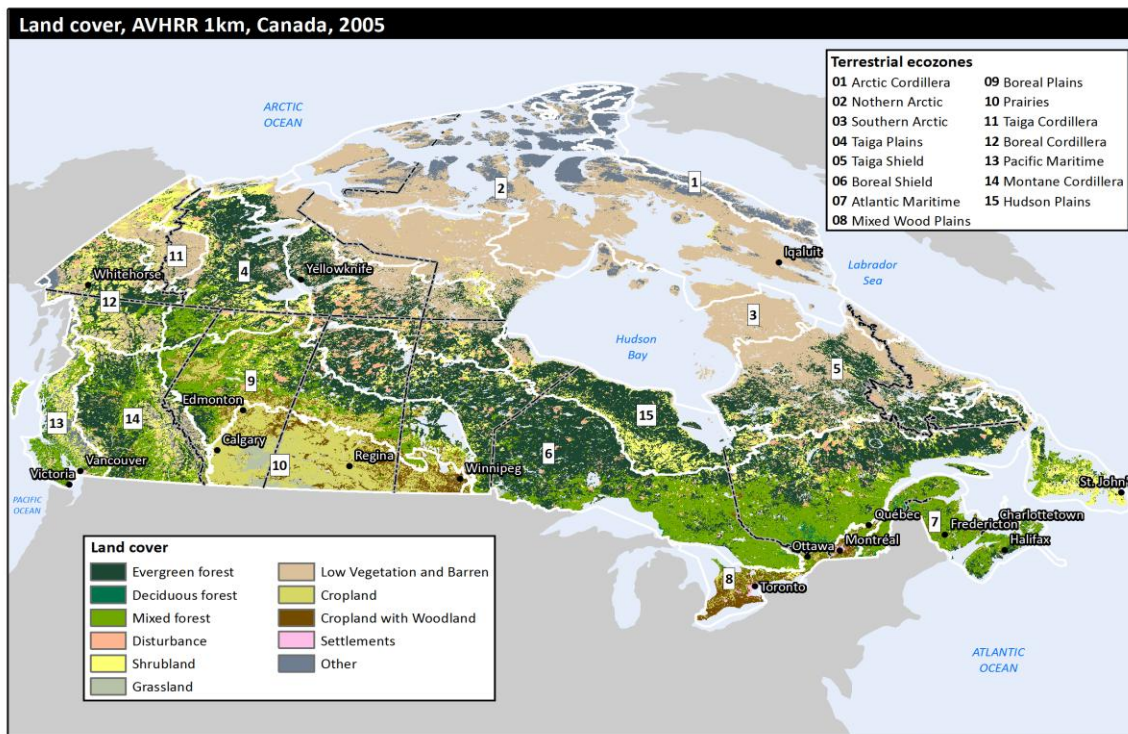 Land cover, AVHRR 1km, Canada, 2005
Terrestrial ecozones
01 Arctic Cordillera
02 Nothern Arctic
03 Southern Arctic
04 Taiga Plains
05 Taiga Shield
06 Boreal Shield
07 Atlantic Maritime
08 Mixed Wood Plains
09 Boreal Plains
10 Prairies
11 Taiga Cordillera
12 Boreal Cordillera
13 Pacific Maritime
14 Montane Cordillera
15 Hudson Plains
ARCTIC
OCEAN
2
1
11
4
Yellowknife
Iqaluit
Labrador
Sea
Whitehorse
12
3
Hudson
Bay
5
9
Edmonton
15
13
14
Calgary
10
Regina
6
Winnipeg
Vancouver
Victoria
PACIFIC
OCEAN
St. John'
Québec
7
Charlottetown
Fredericton
Halifax
Ottawa
Montréal
8
Toronto
ATLANTIC
OCEAN
Land cover
Evergreen forest
Deciduous forest
Mixed forest
Disturbance
Shrubland
Grassland
Low Vegetation and Barren
Cropland
Cropland with Woodland
Settlements
Other